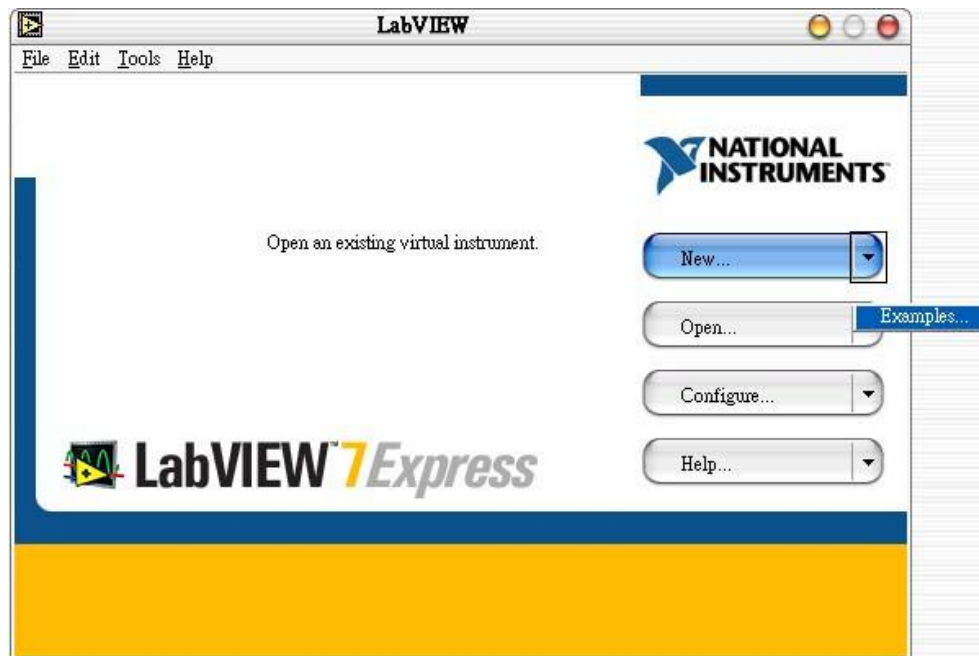 LabVIEW
File Edit Tools Help
NATIONAL
INSTRUMENTS
Open an existing virtual instrument.
New...
Open...
Examples...
Configure...
Help...
LabVIEW™ 7 Express